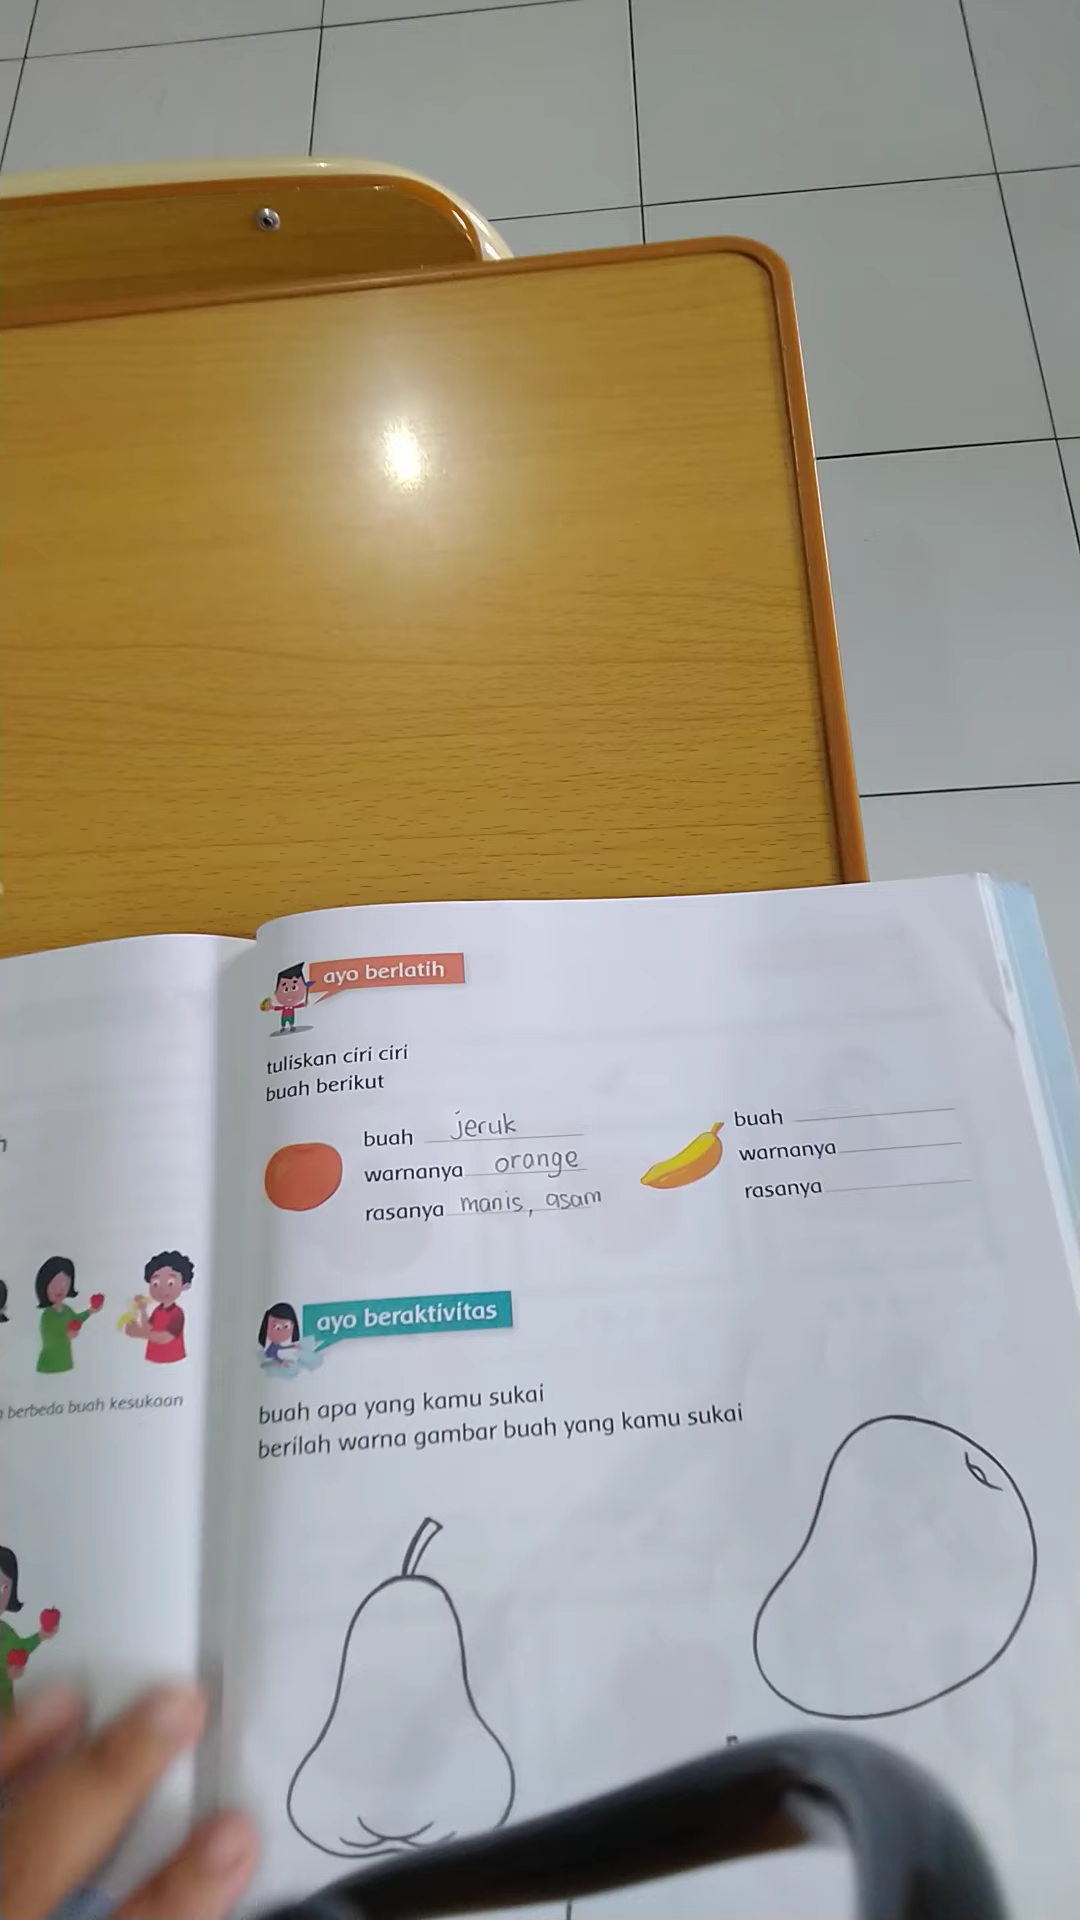 ayo berlatih
tuliskan ciri ciri
buah berikut
buah jeruk
warnanya orange
rasanya manis, asam
buah
warnanya
rasanya
ayo beraktivitas
berbeda buah kesukaan
buah apa yang kamu sukai
berilah warna gambar buah yang kamu sukai